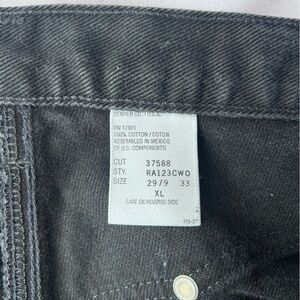 DENVER CO., U.S.A.
RN 17901
100% COTTON / COTON
ASSEMBLED IN MEXICO
OF U.S. COMPONENTS
CUT 37588
STY. RA123CWO
SIZE 29/9 33
XL
CARE ON REVERSE SIDE